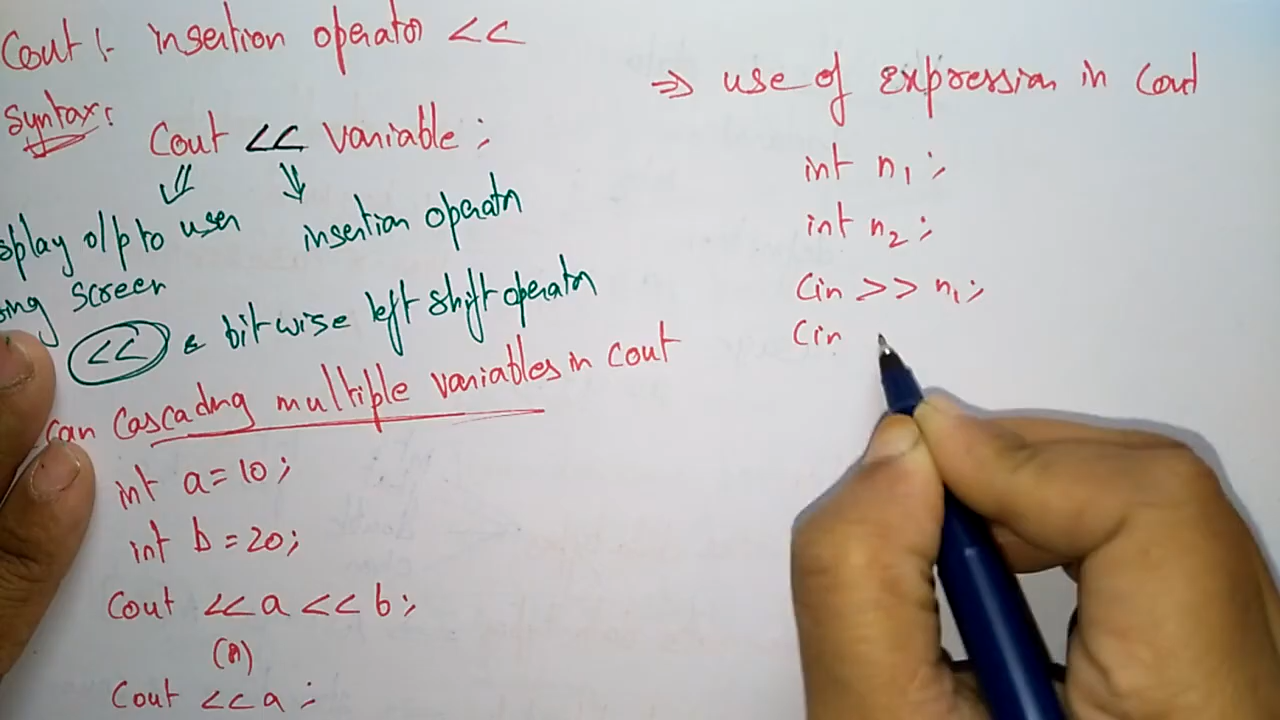 Cout :- insertion operator <<
Syntax:
Cout << variable ;
splay o/p to user
insertion operator
ing screen
<< & bitwise left shift operator
can cascading multiple variables in cout
int a = 10 ;
int b = 20 ;
Cout << a << b ;
Cout << a ;
⇒ use of expression in Cout
int n1 ;
int n2 ;
Cin >> n1 ;
Cin